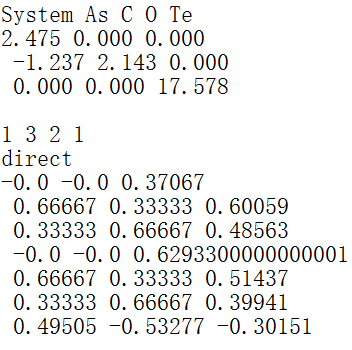 System As C O Te
2.475 0.000 0.000
-1.237 2.143 0.000
0.000 0.000 17.578
1 3 2 1
direct
-0.0 -0.0 0.37067
0.66667 0.33333 0.60059
0.33333 0.66667 0.48563
-0.0 -0.0 0.6293300000000001
0.66667 0.33333 0.51437
0.33333 0.66667 0.39941
0.49505 -0.53277 -0.30151